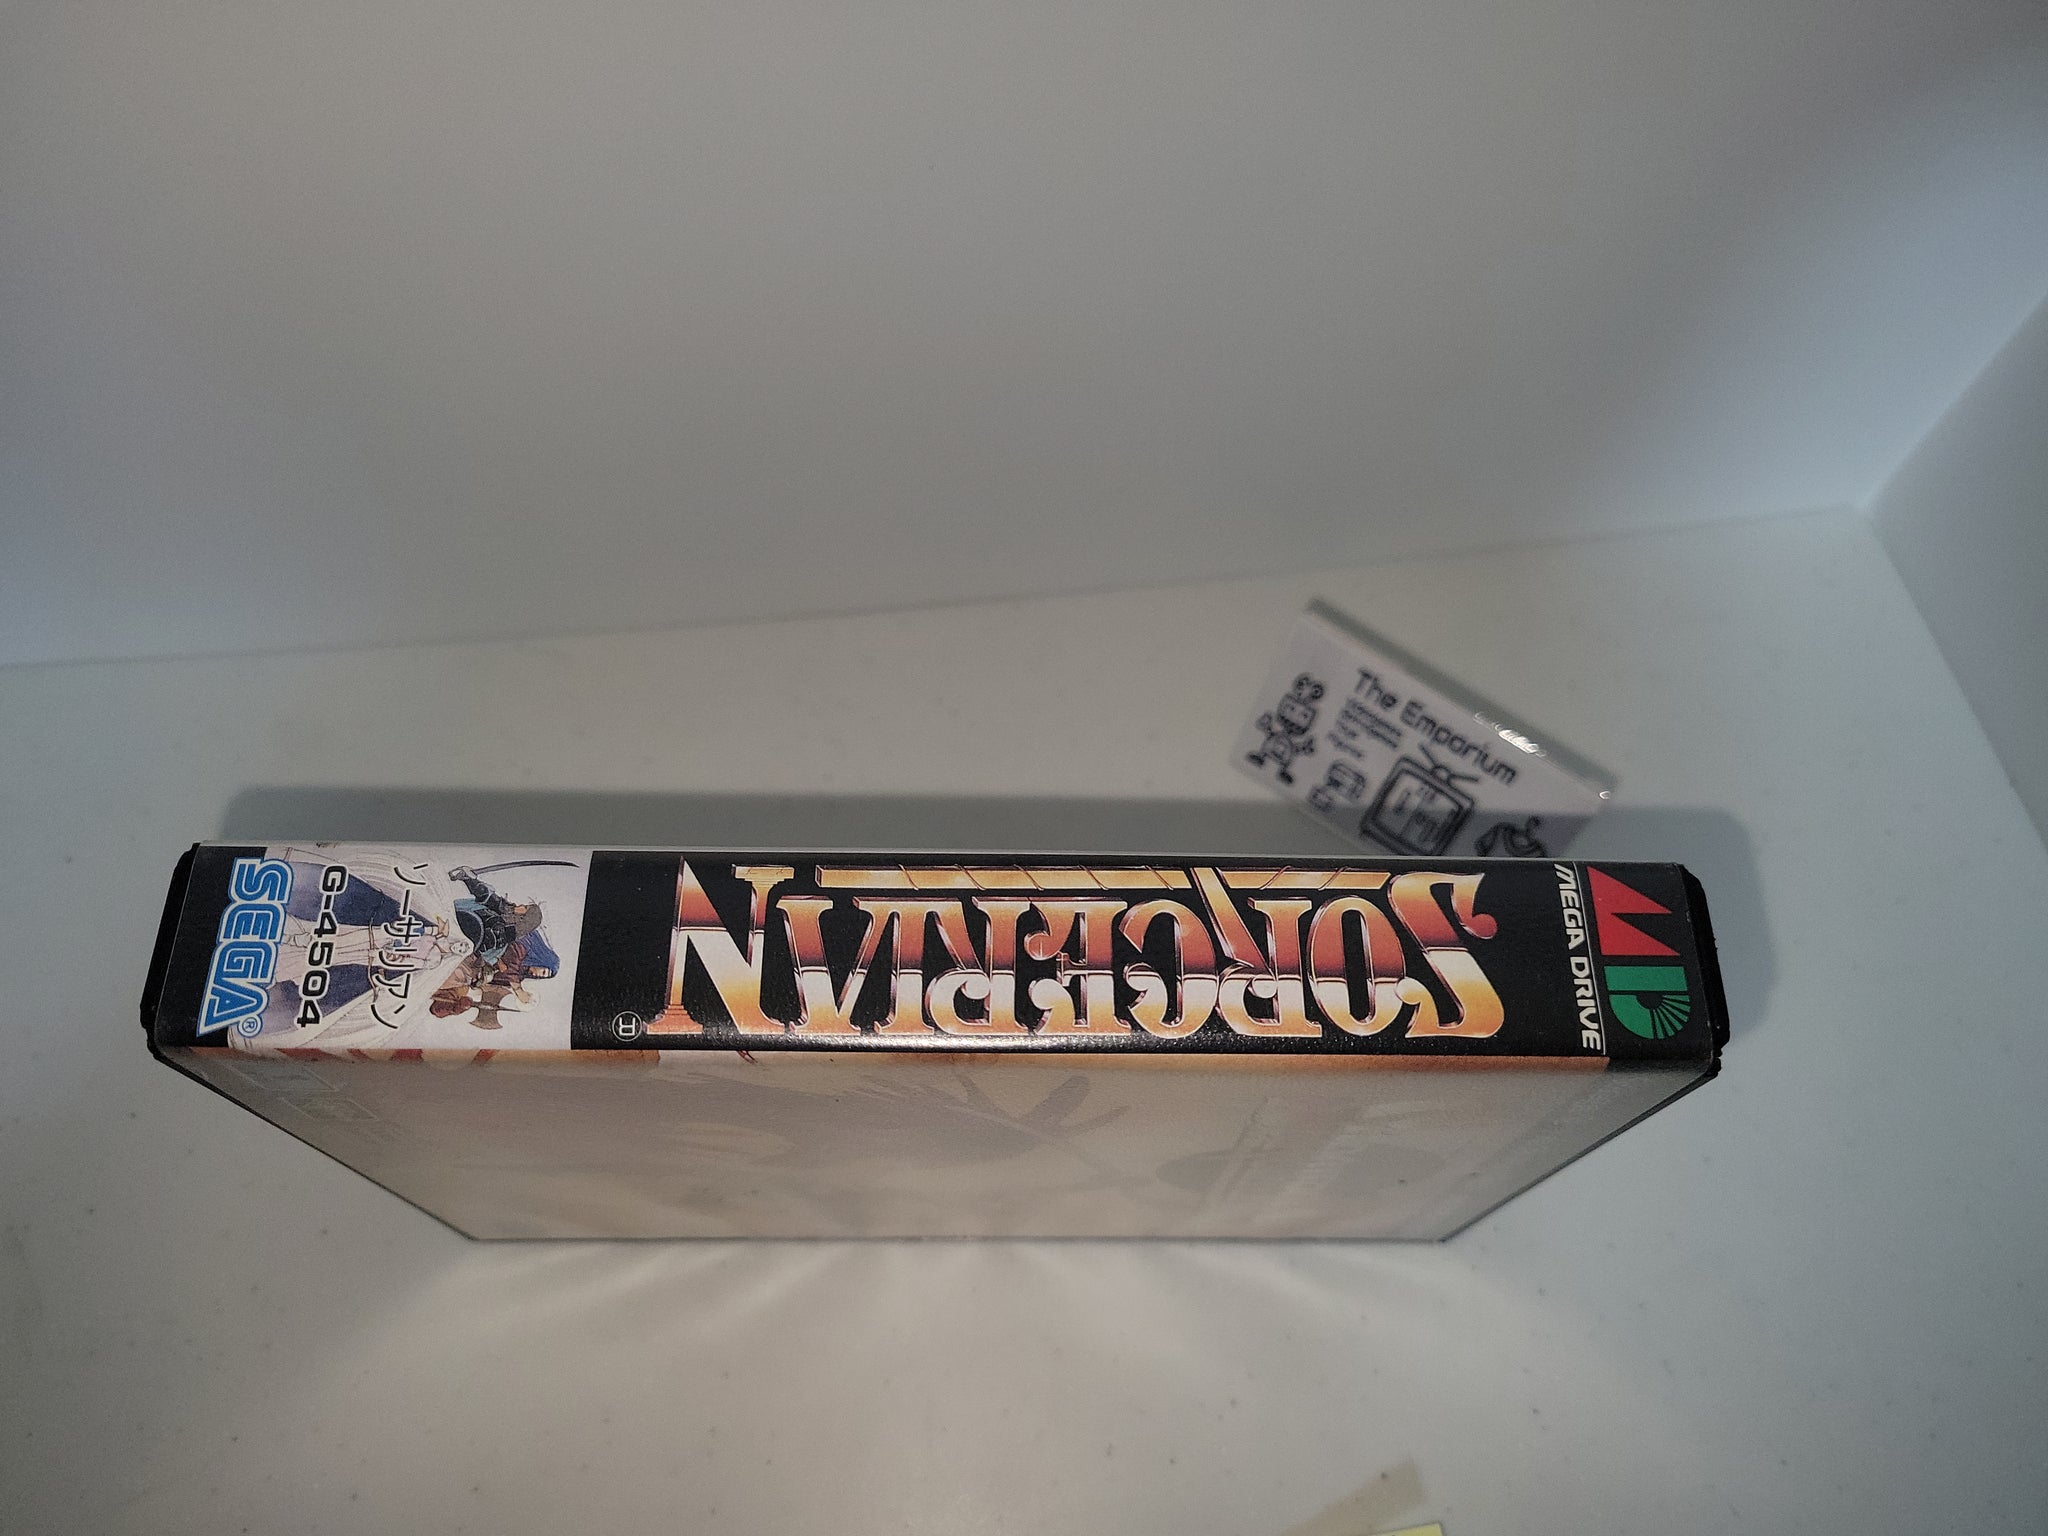 MEGA DRIVE
SORCERIAN
H
ソーサリアン
G-4504
SEGA®
The Emporium